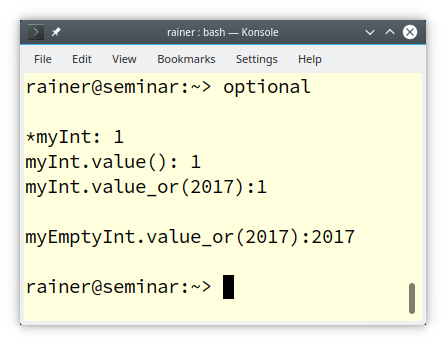 rainer : bash — Konsole
File Edit View Bookmarks Settings Help
rainer@seminar:~> optional
*myInt: 1
myInt.value(): 1
myInt.value_or(2017):1
myEmptyInt.value_or(2017):2017
rainer@seminar:~>